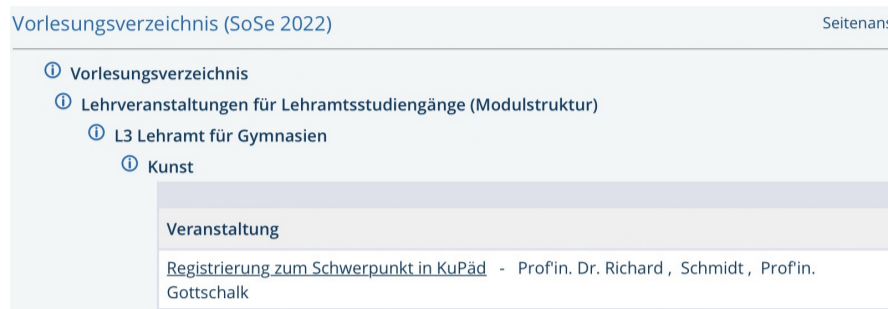 Vorlesungsverzeichnis (SoSe 2022)
Vorlesungsverzeichnis
Lehrveranstaltungen für Lehramtsstudiengänge (Modulstruktur)
L3 Lehramt für Gymnasien
Kunst
Veranstaltung
Registrierung zum Schwerpunkt in KuPäd - Prof'in. Dr. Richard , Schmidt , Prof'in.
Gottschalk